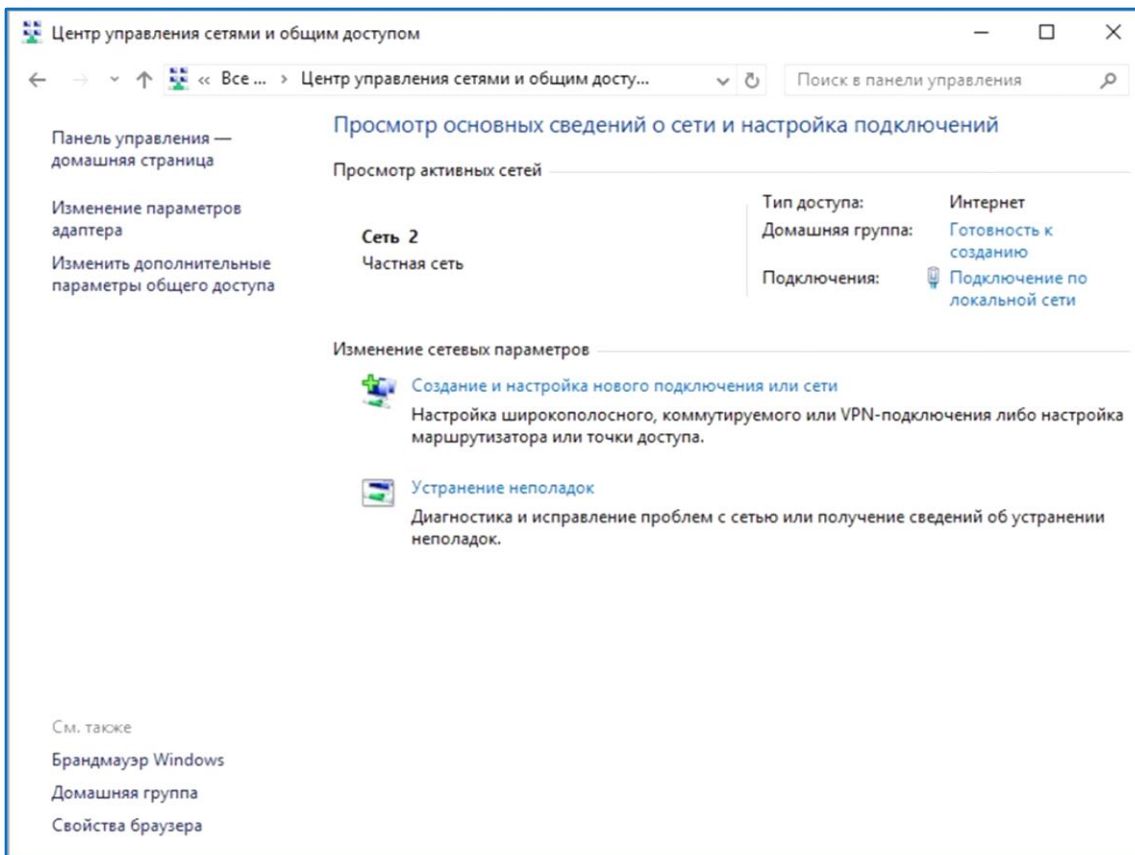 Центр управления сетями и общим доступом
« Все ... › Центр управления сетями и общим досту...
Поиск в панели управления
Панель управления —
домашняя страница
Изменение параметров
адаптера
Изменить дополнительные
параметры общего доступа
Просмотр основных сведений о сети и настройка подключений
Просмотр активных сетей
Сеть 2
Частная сеть
Тип доступа: Интернет
Домашняя группа: Готовность к
созданию
Подключения: Подключение по
локальной сети
Изменение сетевых параметров
Создание и настройка нового подключения или сети
Настройка широкополосного, коммутируемого или VPN-подключения либо настройка
маршрутизатора или точки доступа.
Устранение неполадок
Диагностика и исправление проблем с сетью или получение сведений об устранении
неполадок.
См. также
Брандмауэр Windows
Домашняя группа
Свойства браузера